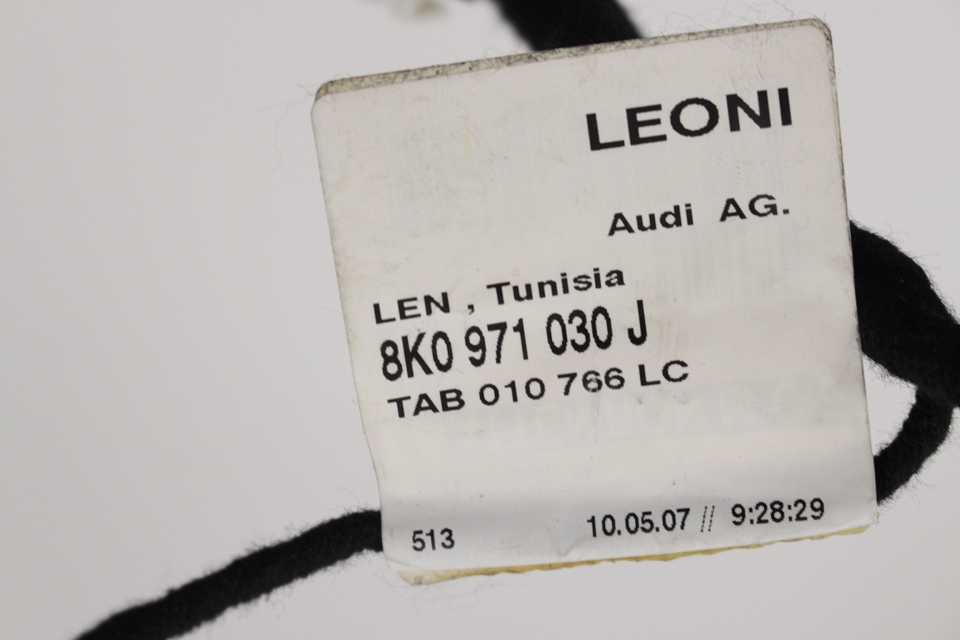 LEONI
Audi AG.
LEN , Tunisia
8K0 971 030 J
TAB 010 766 LC
513 10.05.07 // 9:28:29